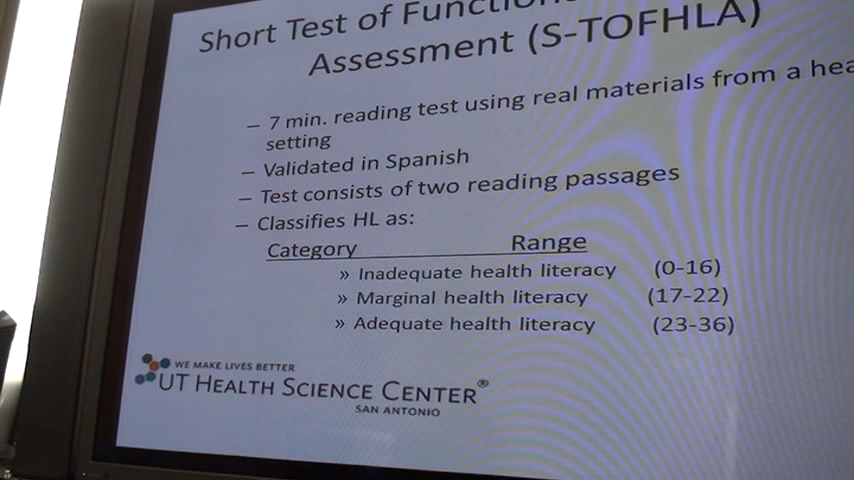 Short Test of
Assessment (S-TOFHLA)
– 7 min. reading test using real materials from a
setting
– Validated in Spanish
– Test consists of two reading passages
– Classifies HL as:
Category Range
» Inadequate health literacy (0-16)
» Marginal health literacy (17-22)
» Adequate health literacy (23-36)
WE MAKE LIVES BETTER
UT HEALTH SCIENCE CENTER®
SAN ANTONIO